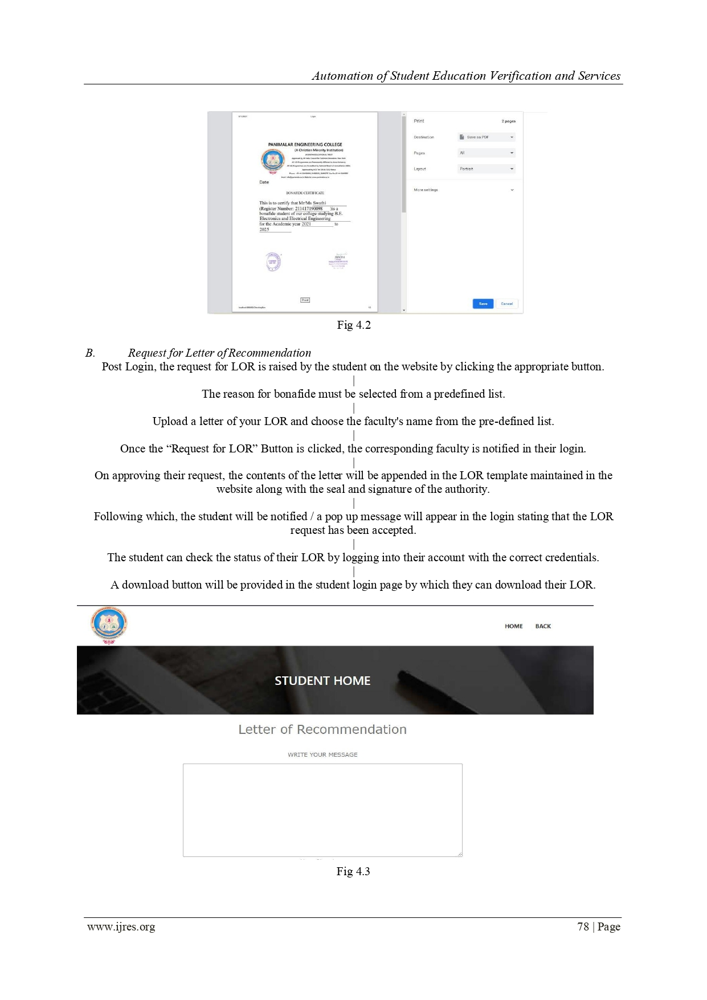 Automation of Student Education Verification and Services
Login
PANIMALAR ENGINEERING COLLEGE
(A Christian Minority Institution)
JAISAKTHI EDUCATIONAL TRUST
Date
BONAFIDE CERTIFICATE
This is to certify that Mr/Ms Swathi
(Register Number: 211417190098 )is a
bonafide student of our college studying B.E.
Electronics and Electrical Engineering
for the Academic year 2021 to
2025
PRINCIPAL
Print
Print 2 pages
Destination Save as PDF
Pages All
Layout Portrait
More settings
Save Cancel
Fig 4.2
B. Request for Letter of Recommendation
Post Login, the request for LOR is raised by the student on the website by clicking the appropriate button.
|
The reason for bonafide must be selected from a predefined list.
|
Upload a letter of your LOR and choose the faculty's name from the pre-defined list.
|
Once the “Request for LOR” Button is clicked, the corresponding faculty is notified in their login.
|
On approving their request, the contents of the letter will be appended in the LOR template maintained in the
website along with the seal and signature of the authority.
|
Following which, the student will be notified / a pop up message will appear in the login stating that the LOR
request has been accepted.
|
The student can check the status of their LOR by logging into their account with the correct credentials.
|
A download button will be provided in the student login page by which they can download their LOR.
HOME BACK
STUDENT HOME
Letter of Recommendation
WRITE YOUR MESSAGE
Fig 4.3
www.ijres.org 78 | Page